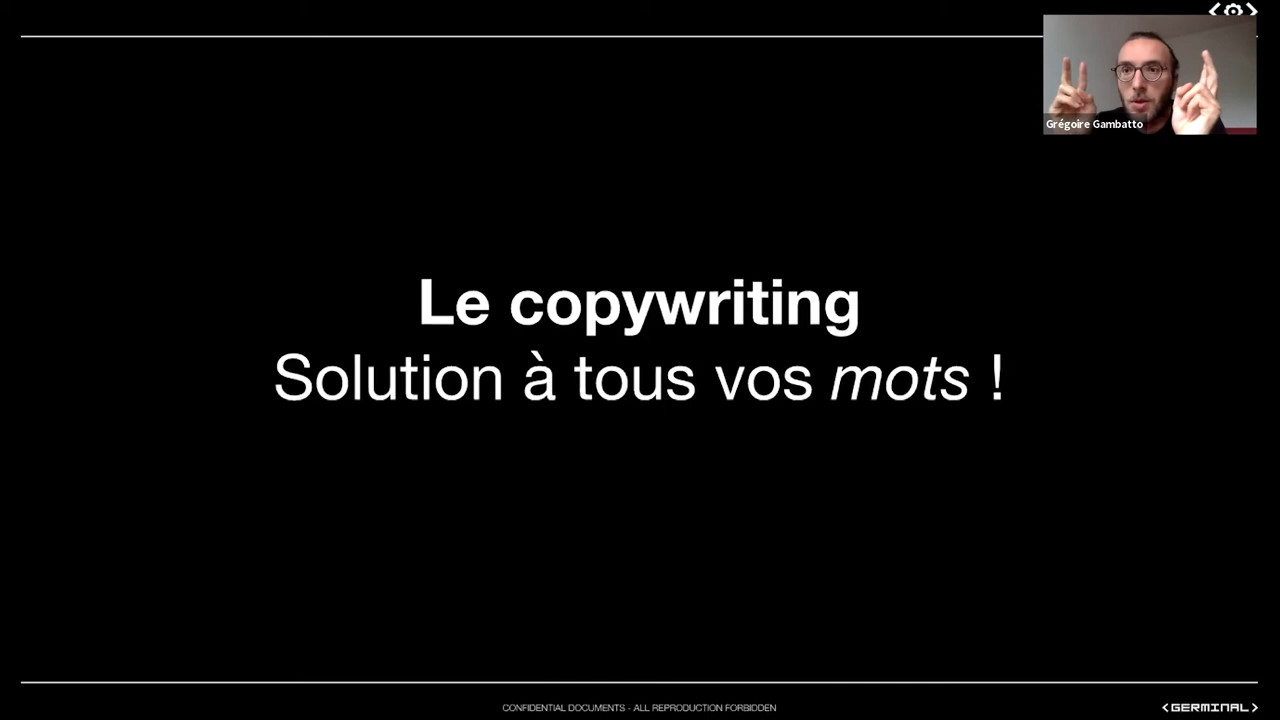 Grégoire Gambatto
Le copywriting
Solution à tous vos mots !
CONFIDENTIAL DOCUMENTS - ALL REPRODUCTION FORBIDDEN
<GERMINAL>